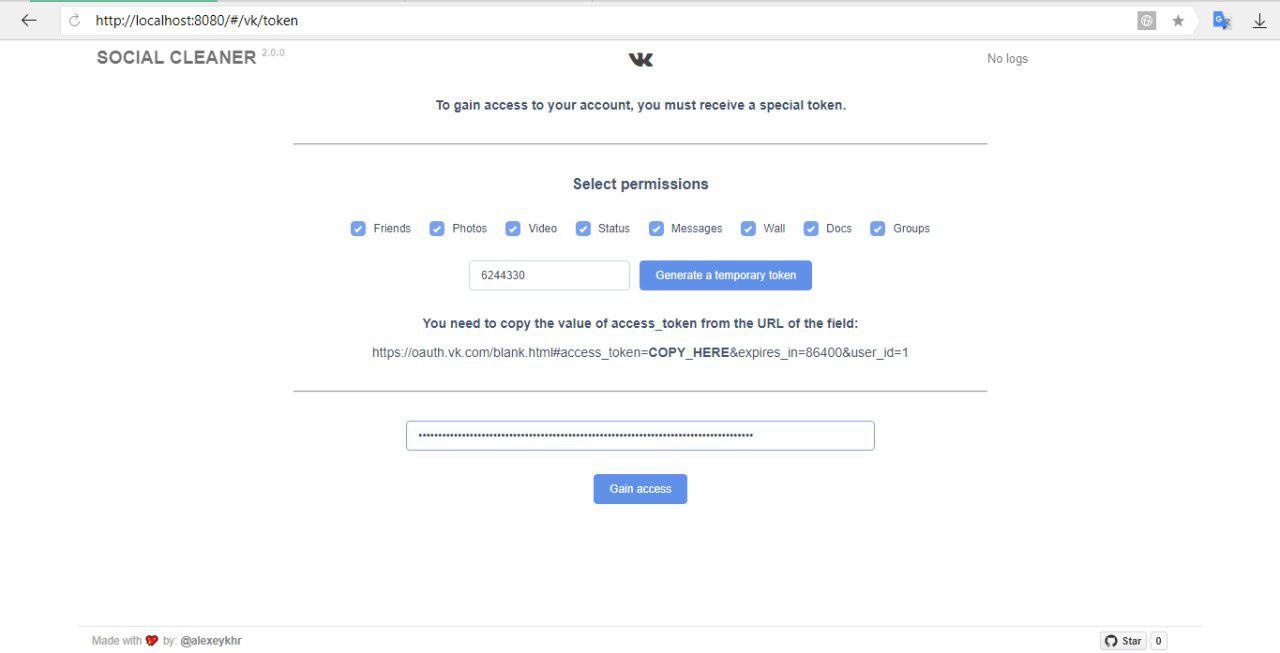 http://localhost:8080/#/vk/token
SOCIAL CLEANER 2.0.0
No logs
To gain access to your account, you must receive a special token.
Select permissions
Friends Photos Video Status Messages Wall Docs Groups
6244330 Generate a temporary token
You need to copy the value of access_token from the URL of the field:
https://oauth.vk.com/blank.html#access_token=COPY_HERE&expires_in=86400&user_id=1
Gain access
Made with by: @alexeykhr
Star 0